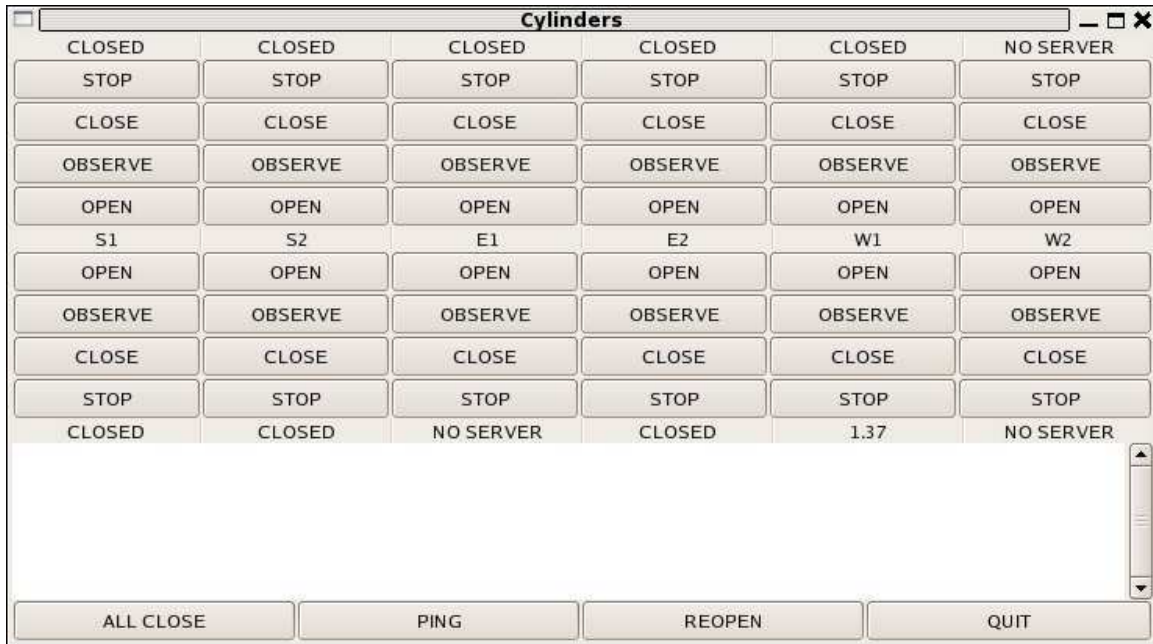 Cylinders
CLOSED CLOSED CLOSED CLOSED CLOSED NO SERVER
STOP STOP STOP STOP STOP STOP
CLOSE CLOSE CLOSE CLOSE CLOSE CLOSE
OBSERVE OBSERVE OBSERVE OBSERVE OBSERVE OBSERVE
OPEN OPEN OPEN OPEN OPEN OPEN
S1 S2 E1 E2 W1 W2
OPEN OPEN OPEN OPEN OPEN OPEN
OBSERVE OBSERVE OBSERVE OBSERVE OBSERVE OBSERVE
CLOSE CLOSE CLOSE CLOSE CLOSE CLOSE
STOP STOP STOP STOP STOP STOP
CLOSED CLOSED NO SERVER CLOSED 1.37 NO SERVER
ALL CLOSE PING REOPEN QUIT